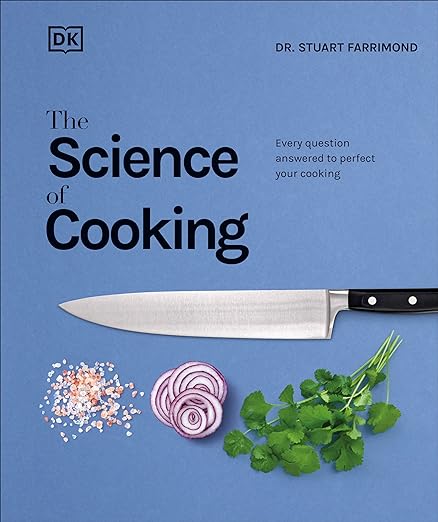 DK
DR. STUART FARRIMOND
The
Science
of
Cooking
Every question
answered to perfect
your cooking